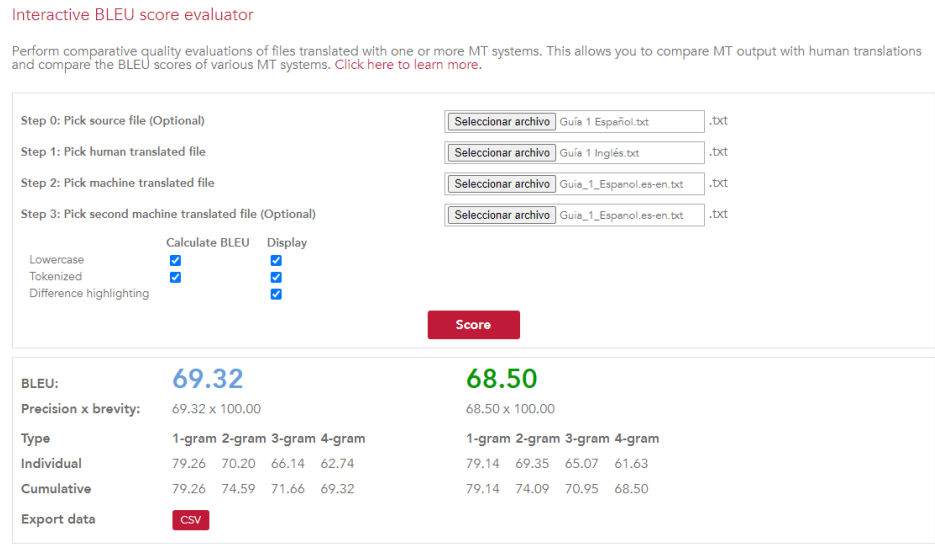 Interactive BLEU score evaluator
Perform comparative quality evaluations of files translated with one or more MT systems. This allows you to compare MT output with human translations
and compare the BLEU scores of various MT systems. Click here to learn more.
Step 0: Pick source file (Optional) Seleccionar archivo Guía 1 Español.txt .txt
Step 1: Pick human translated file Seleccionar archivo Guía 1 Inglés.txt .txt
Step 2: Pick machine translated file Seleccionar archivo Guia_1_Espanol.es-en.txt .txt
Step 3: Pick second machine translated file (Optional) Seleccionar archivo Guia_1_Espanol.es-en.txt .txt
Calculate BLEU Display
Lowercase
Tokenized
Difference highlighting
Score
BLEU: 69.32 68.50
Precision x brevity: 69.32 x 100.00 68.50 x 100.00
Type 1-gram 2-gram 3-gram 4-gram 1-gram 2-gram 3-gram 4-gram
Individual 79.26 70.20 66.14 62.74 79.14 69.35 65.07 61.63
Cumulative 79.26 74.59 71.66 69.32 79.14 74.09 70.95 68.50
Export data CSV